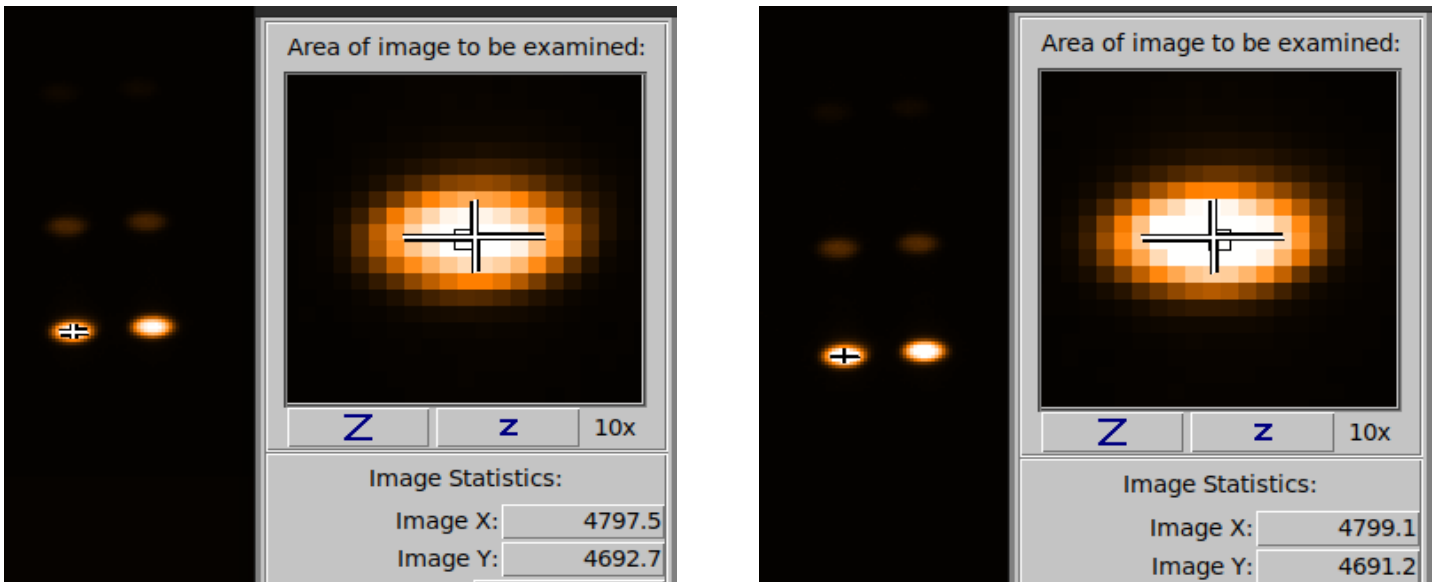 Area of image to be examined:
Z z 10x
Image Statistics:
Image X: 4797.5
Image Y: 4692.7
Area of image to be examined:
Z z 10x
Image Statistics:
Image X: 4799.1
Image Y: 4691.2